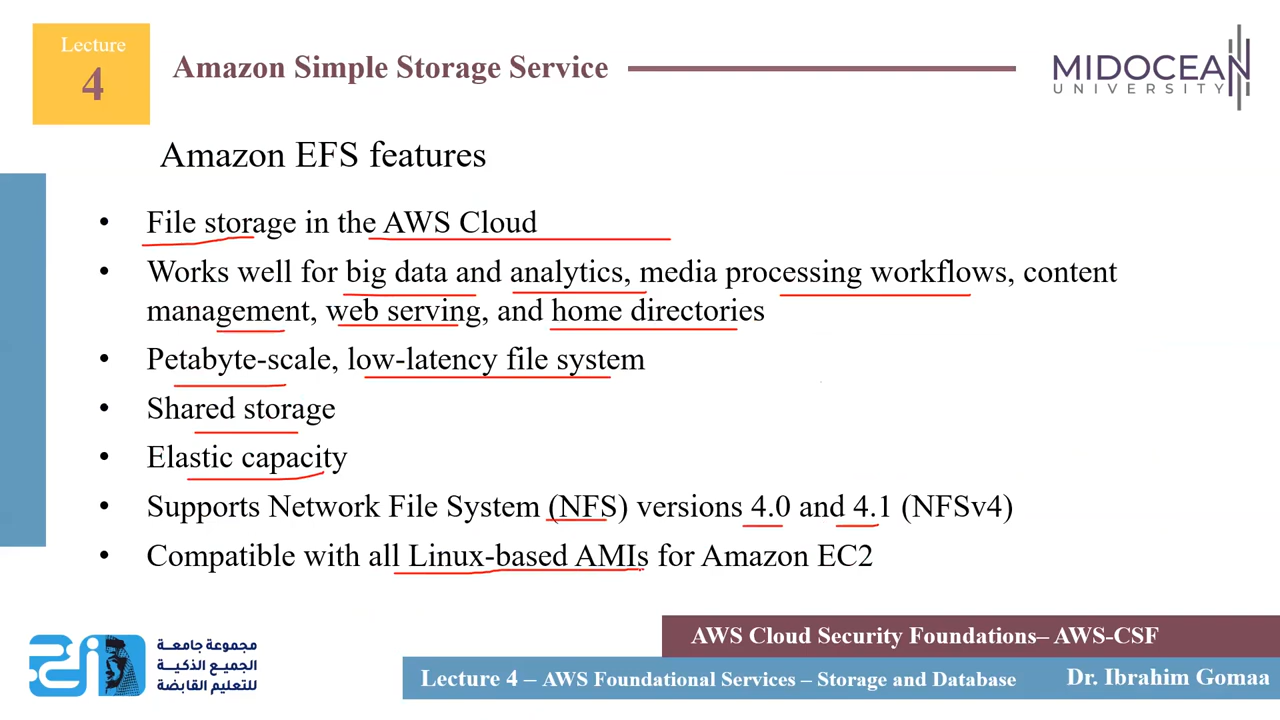 Lecture
4
Amazon Simple Storage Service
MIDOCEAN
UNIVERSITY
Amazon EFS features
• File storage in the AWS Cloud
• Works well for big data and analytics, media processing workflows, content
management, web serving, and home directories
• Petabyte-scale, low-latency file system
• Shared storage
• Elastic capacity
• Supports Network File System (NFS) versions 4.0 and 4.1 (NFSv4)
• Compatible with all Linux-based AMIs for Amazon EC2
مجموعة جامعة
الجميع الذكية
للتعليم القابضة
AWS Cloud Security Foundations– AWS-CSF
Lecture 4 – AWS Foundational Services – Storage and Database
Dr. Ibrahim Gomaa